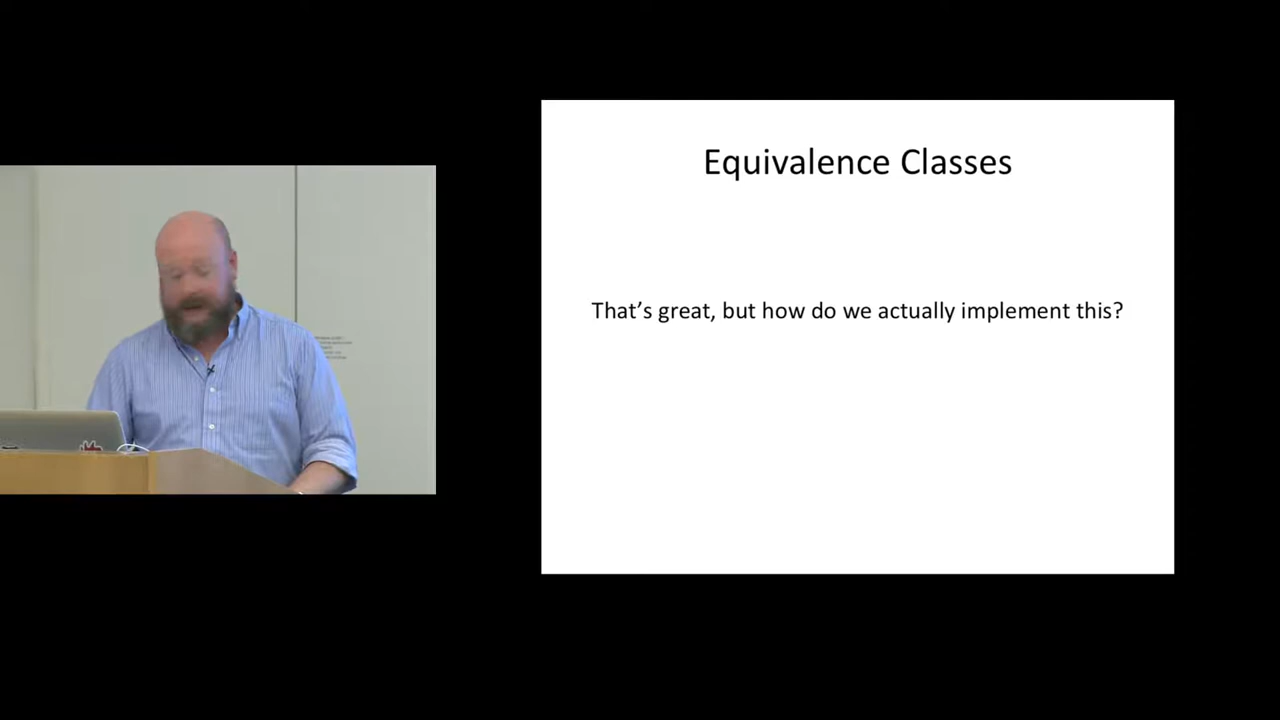 Equivalence Classes
That's great, but how do we actually implement this?